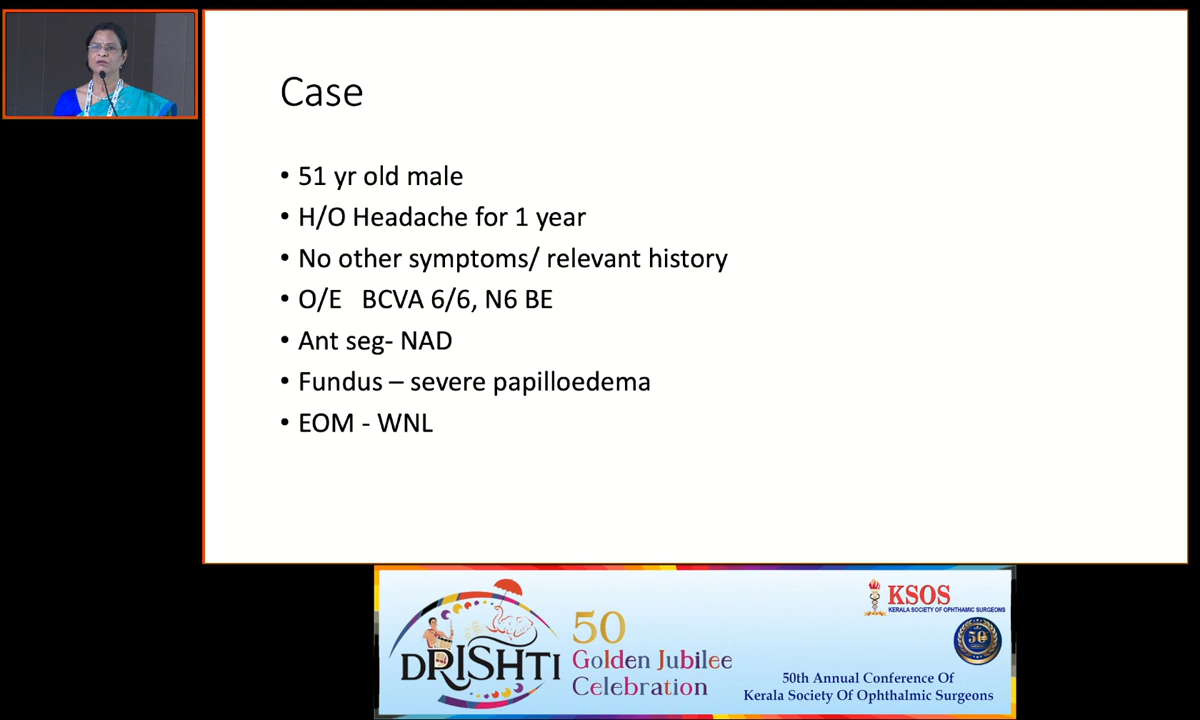 Case
• 51 yr old male
• H/O Headache for 1 year
• No other symptoms/ relevant history
• O/E BCVA 6/6, N6 BE
• Ant seg- NAD
• Fundus – severe papilloedema
• EOM - WNL
DRISHTI
50
Golden Jubilee
Celebration
KSOS
KERALA SOCIETY OF OPHTHAMIC SURGEONS
50
50th Annual Conference Of
Kerala Society Of Ophthalmic Surgeons